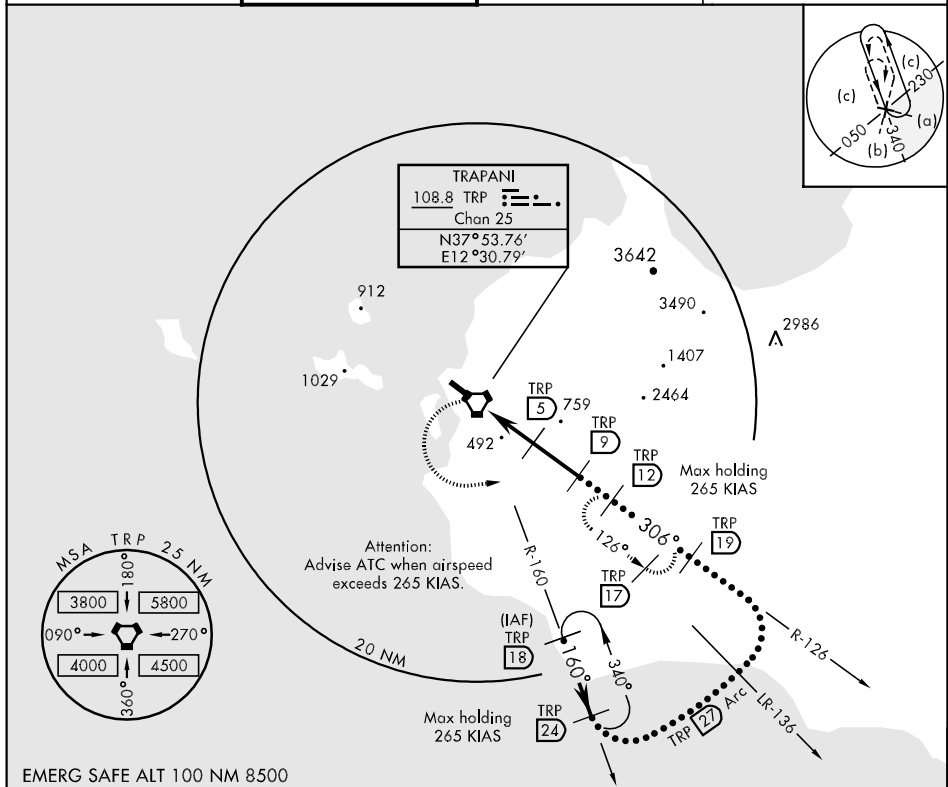 (c)
(c)
230
(a)
050
340
(b)
TRAPANI
108.8 TRP
Chan 25
N37°53.76'
E12°30.79'
3642
912
3490
2986
1407
1029
2464
TRP
5
759
TRP
9
492
TRP
12
Max holding
265 KIAS
306°
TRP
19
126°
TRP
17
R-160
Attention:
Advise ATC when airspeed
exceeds 265 KIAS.
MSA TRP 25 NM
180°
3800
5800
090°
270°
4000
4500
360°
20 NM
(IAF)
TRP
18
160°
340°
R-126
LR-136
TRP 27 Arc
Max holding
265 KIAS
TRP
24
EMERG SAFE ALT 100 NM 8500